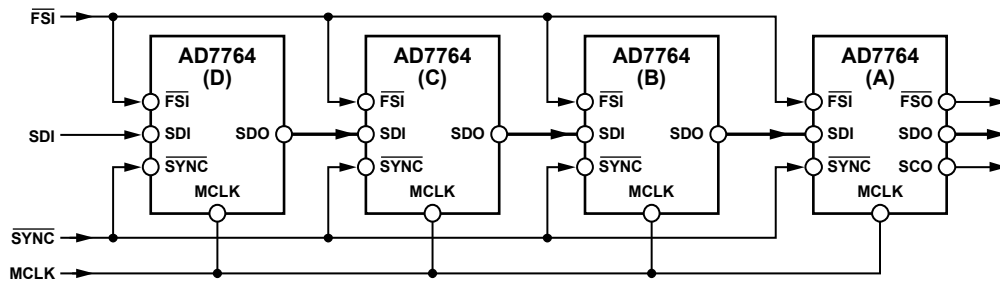 FSI
AD7764
(D)
FSI
SDI
SYNC
MCLK
SDO
AD7764
(C)
FSI
SDI
SYNC
MCLK
SDO
AD7764
(B)
FSI
SDI
SYNC
MCLK
SDO
AD7764
(A)
FSI
SDI
SYNC
MCLK
FSO
SDO
SCO
SDI
SYNC
MCLK